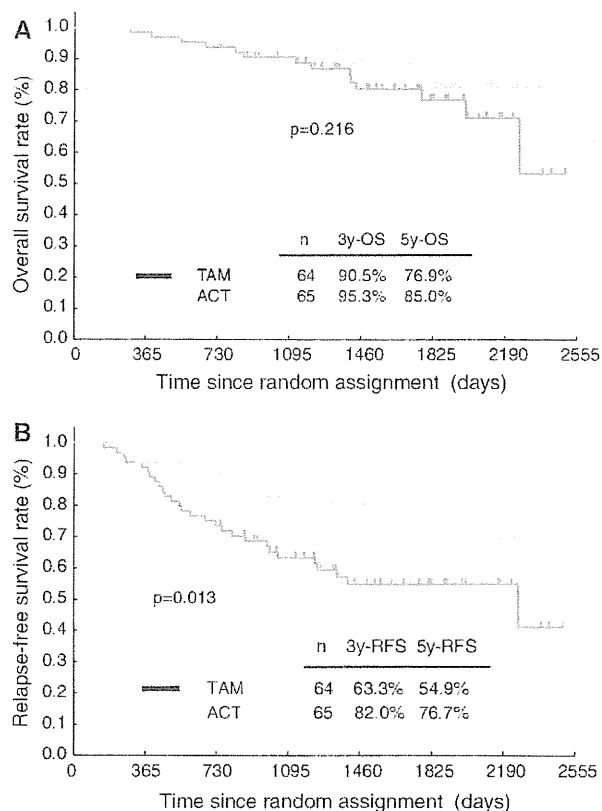 A
Overall survival rate (%)
1.0
0.9
0.8
0.7
0.6
0.5
0.4
0.3
0.2
0.1
0.0
p=0.216
n 3y-OS 5y-OS
TAM 64 90.5% 76.9%
ACT 65 95.3% 85.0%
0 365 730 1095 1460 1825 2190 2555
Time since random assignment (days)
B
Relapse-free survival rate (%)
1.0
0.9
0.8
0.7
0.6
0.5
0.4
0.3
0.2
0.1
0.0
p=0.013
n 3y-RFS 5y-RFS
TAM 64 63.3% 54.9%
ACT 65 82.0% 76.7%
0 365 730 1095 1460 1825 2190 2555
Time since random assignment (days)